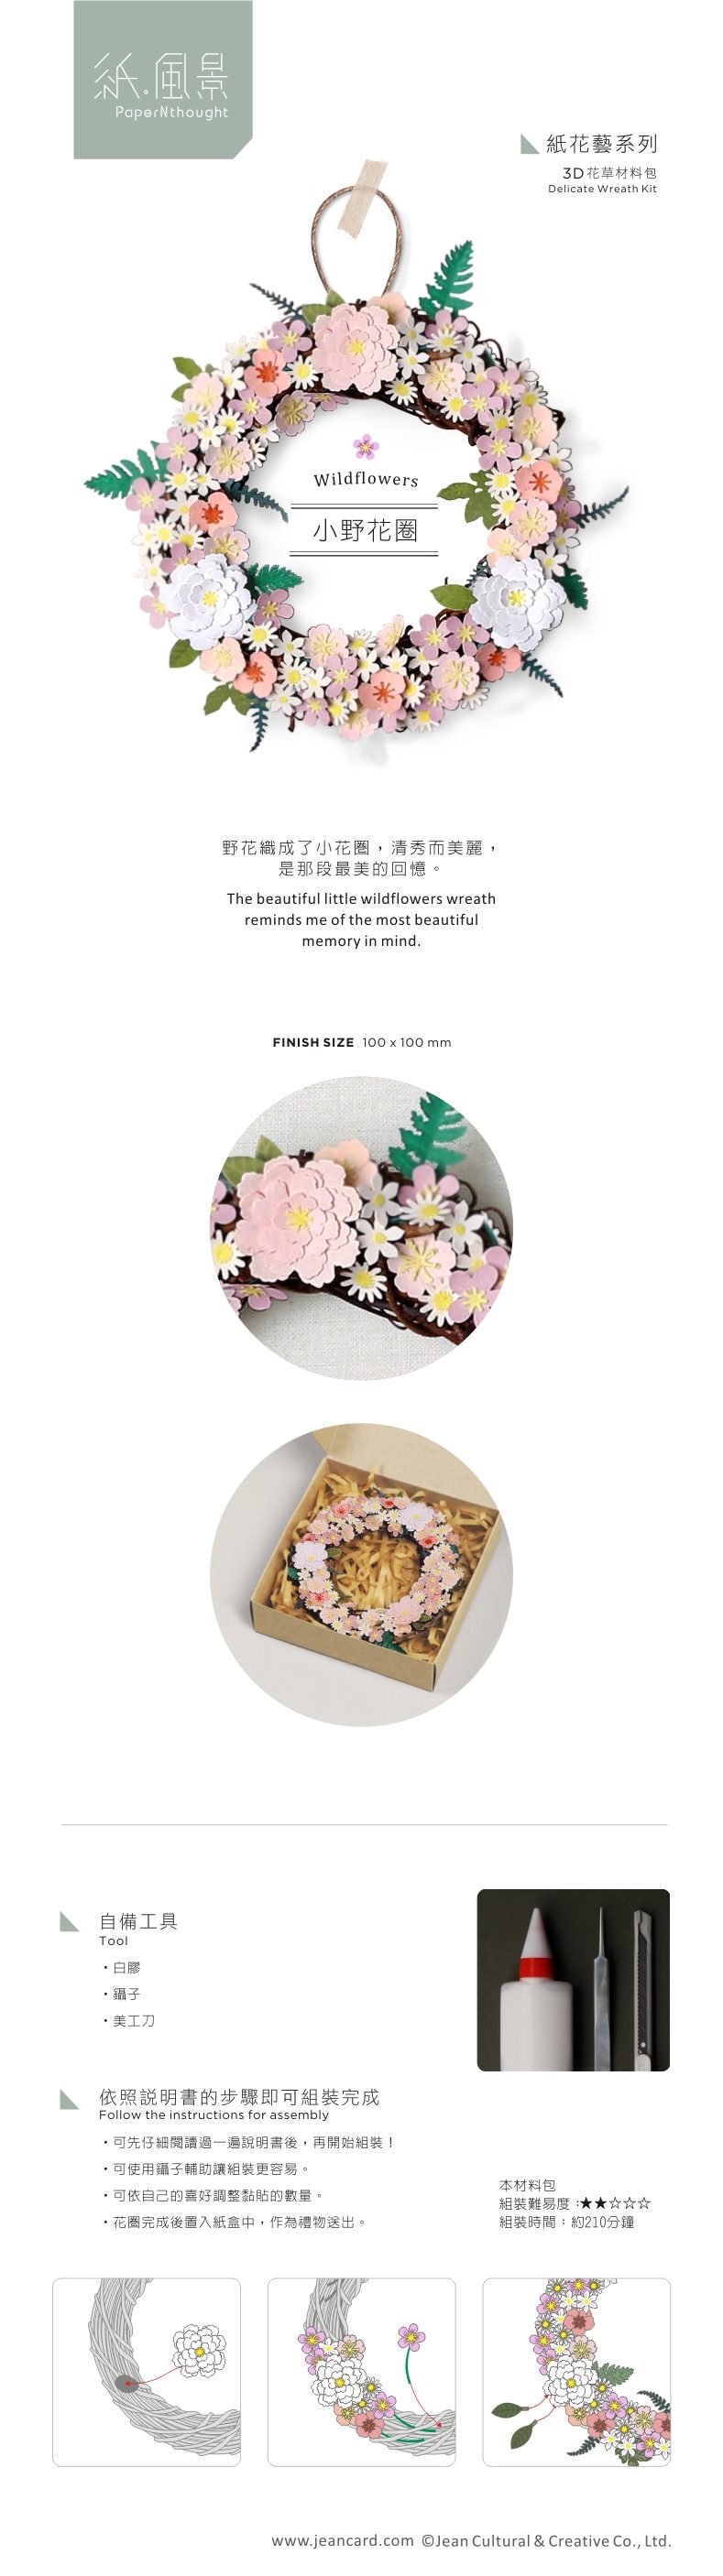 紙.風景
PaperNthought
紙花藝系列
3D花草材料包
Delicate Wreath Kit
Wildflowers
小野花圈
野花織成了小花圈，清秀而美麗，
是那段最美的回憶。
The beautiful little wildflowers wreath
reminds me of the most beautiful
memory in mind.
FINISH SIZE 100 x 100 mm
自備工具
Tool
・白膠
・鑷子
・美工刀
依照説明書的步驟即可組裝完成
Follow the instructions for assembly
・可先仔細閱讀過一遍說明書後，再開始組裝！
・可使用鑷子輔助讓組裝更容易。
・可依自己的喜好調整黏貼的數量。
・花圈完成後置入紙盒中，作為禮物送出。
本材料包
組裝難易度：★★☆☆☆
組裝時間：約210分鐘
www.jeancard.com ©Jean Cultural & Creative Co., Ltd.